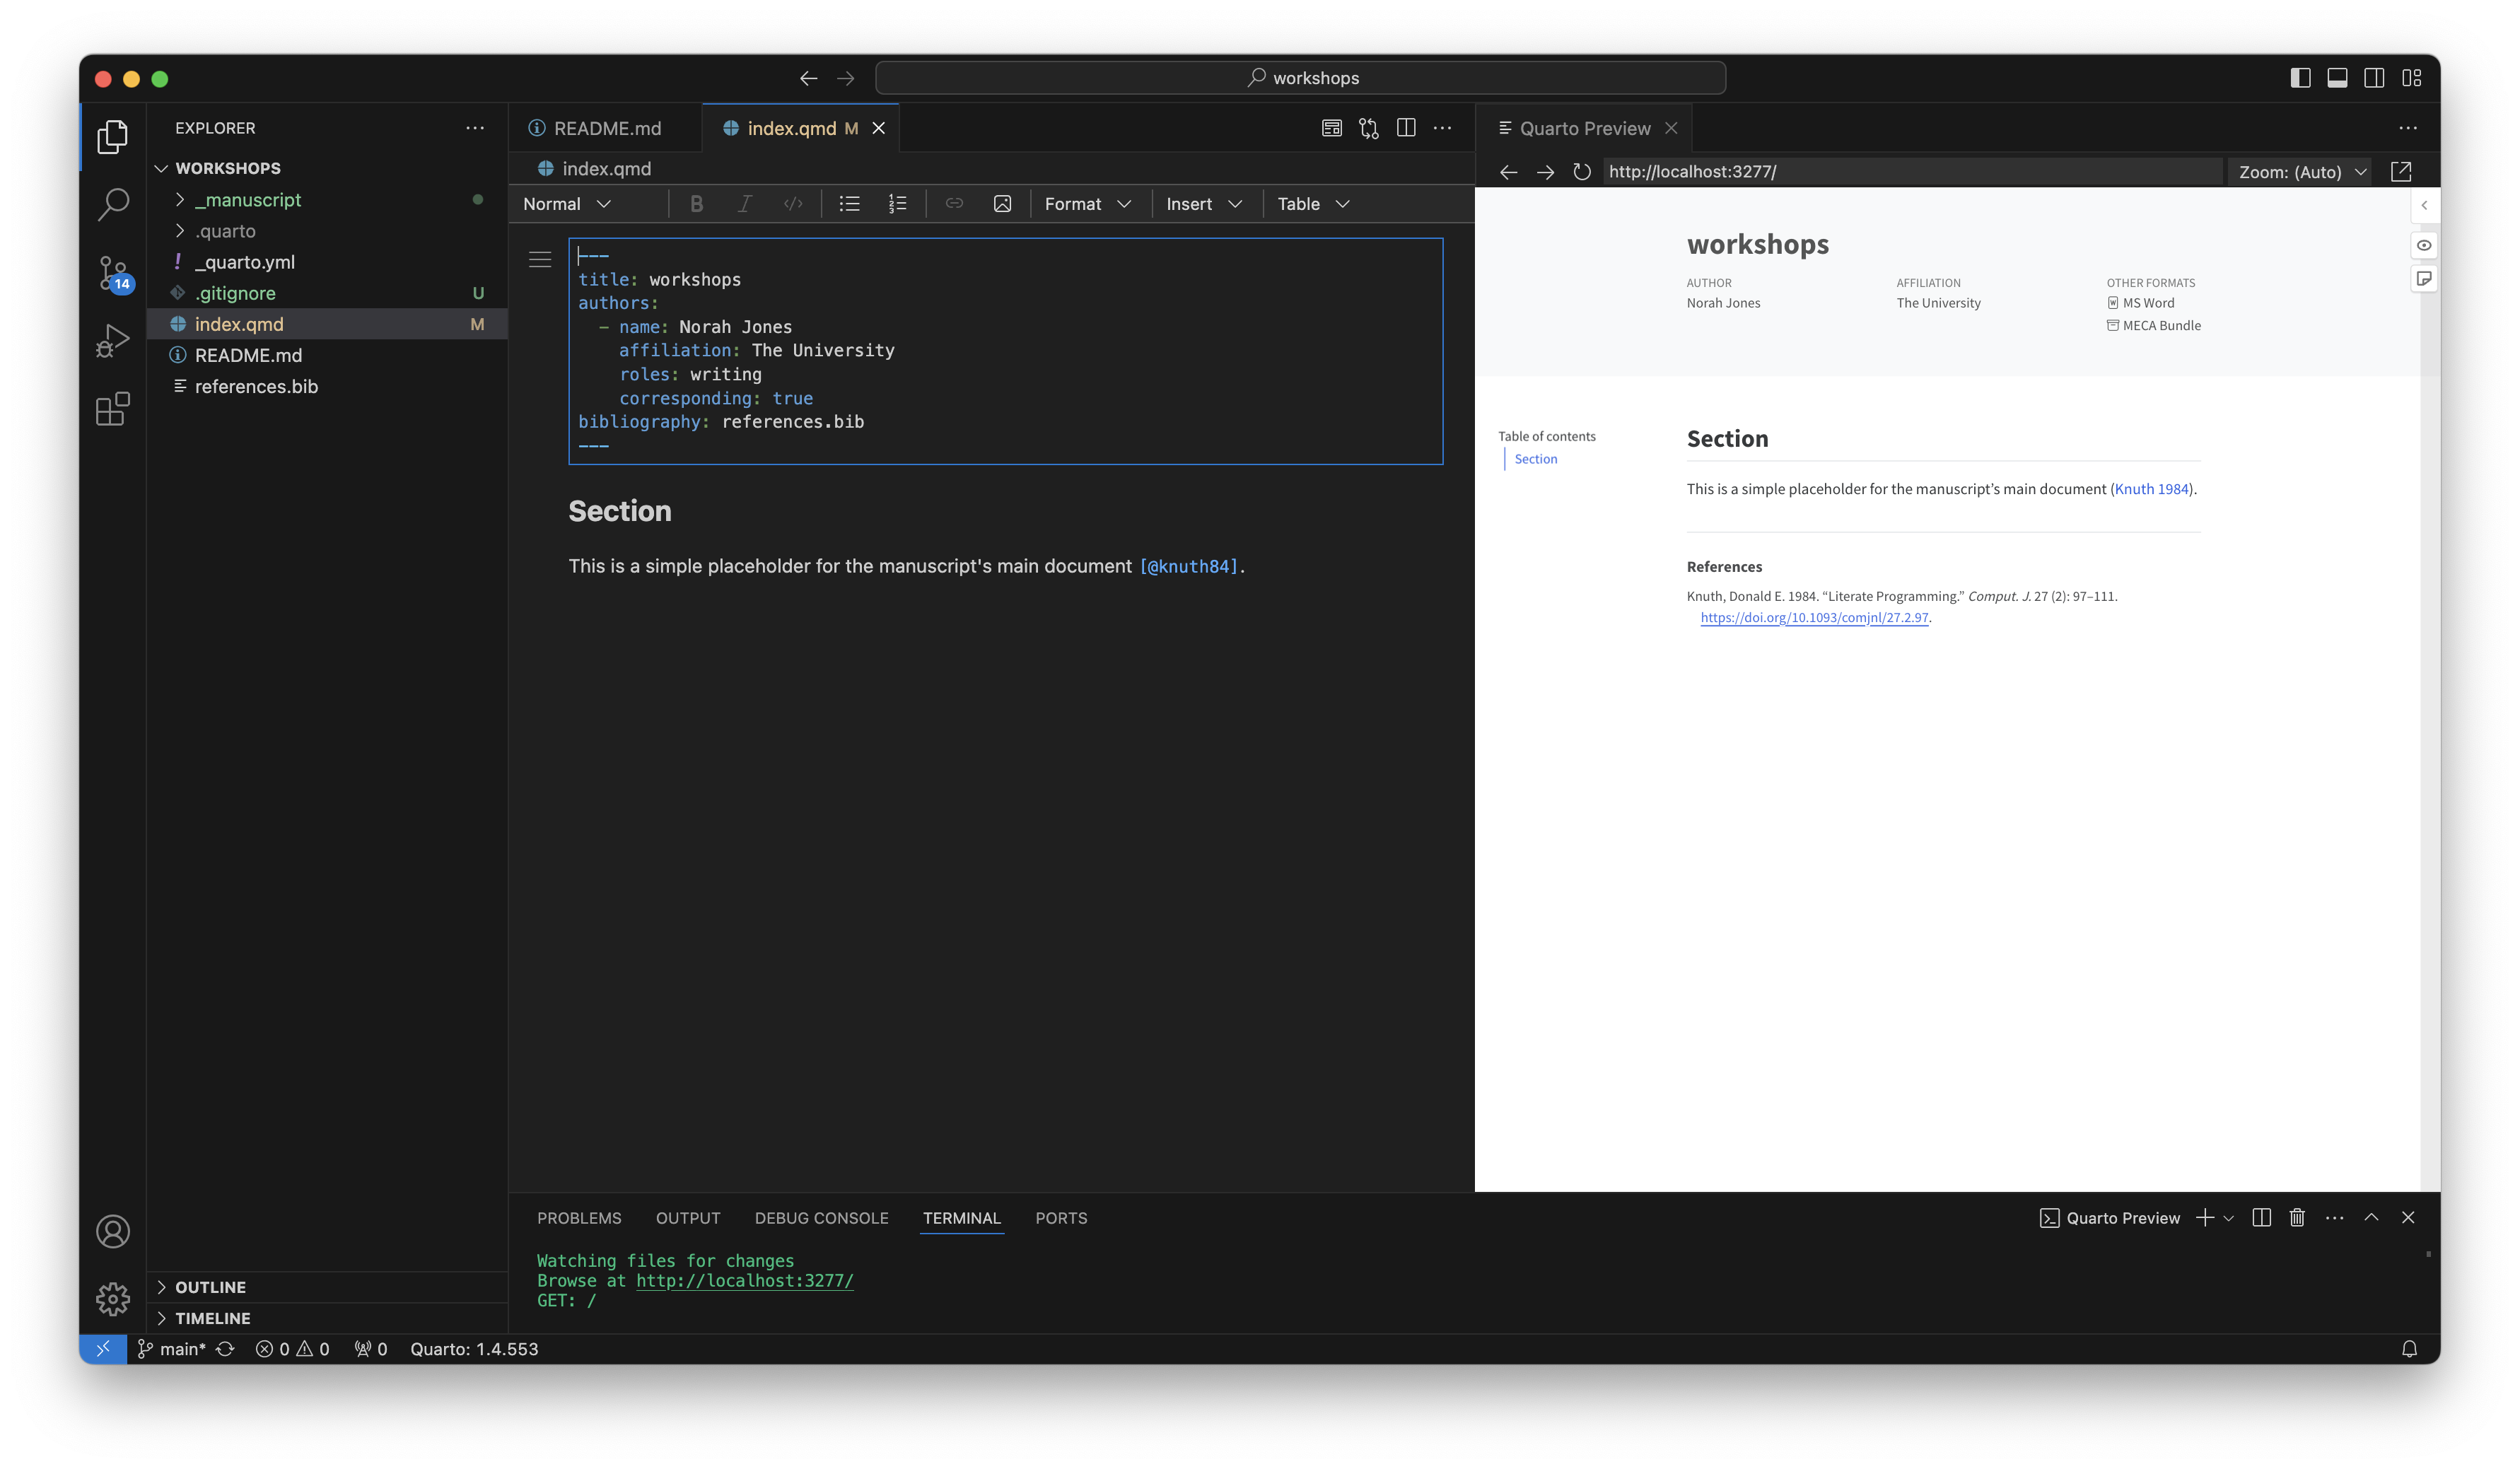 workshops
EXPLORER
WORKSHOPS
_manuscript
.quarto
! _quarto.yml
.gitignore U
index.qmd M
README.md
references.bib
OUTLINE
TIMELINE
14
README.md
index.qmd M
index.qmd
Normal B I </> Format Insert Table
---
title: workshops
authors:
- name: Norah Jones
affiliation: The University
roles: writing
corresponding: true
bibliography: references.bib
---
Section
This is a simple placeholder for the manuscript's main document [@knuth84].
Quarto Preview
http://localhost:3277/ Zoom: (Auto)
workshops
AUTHOR AFFILIATION OTHER FORMATS
Norah Jones The University MS Word
MECA Bundle
Table of contents
Section
Section
This is a simple placeholder for the manuscript’s main document (Knuth 1984).
References
Knuth, Donald E. 1984. “Literate Programming.” Comput. J. 27 (2): 97–111.
https://doi.org/10.1093/comjnl/27.2.97.
PROBLEMS OUTPUT DEBUG CONSOLE TERMINAL PORTS Quarto Preview
Watching files for changes
Browse at http://localhost:3277/
GET: /
main* 0 0 0 Quarto: 1.4.553